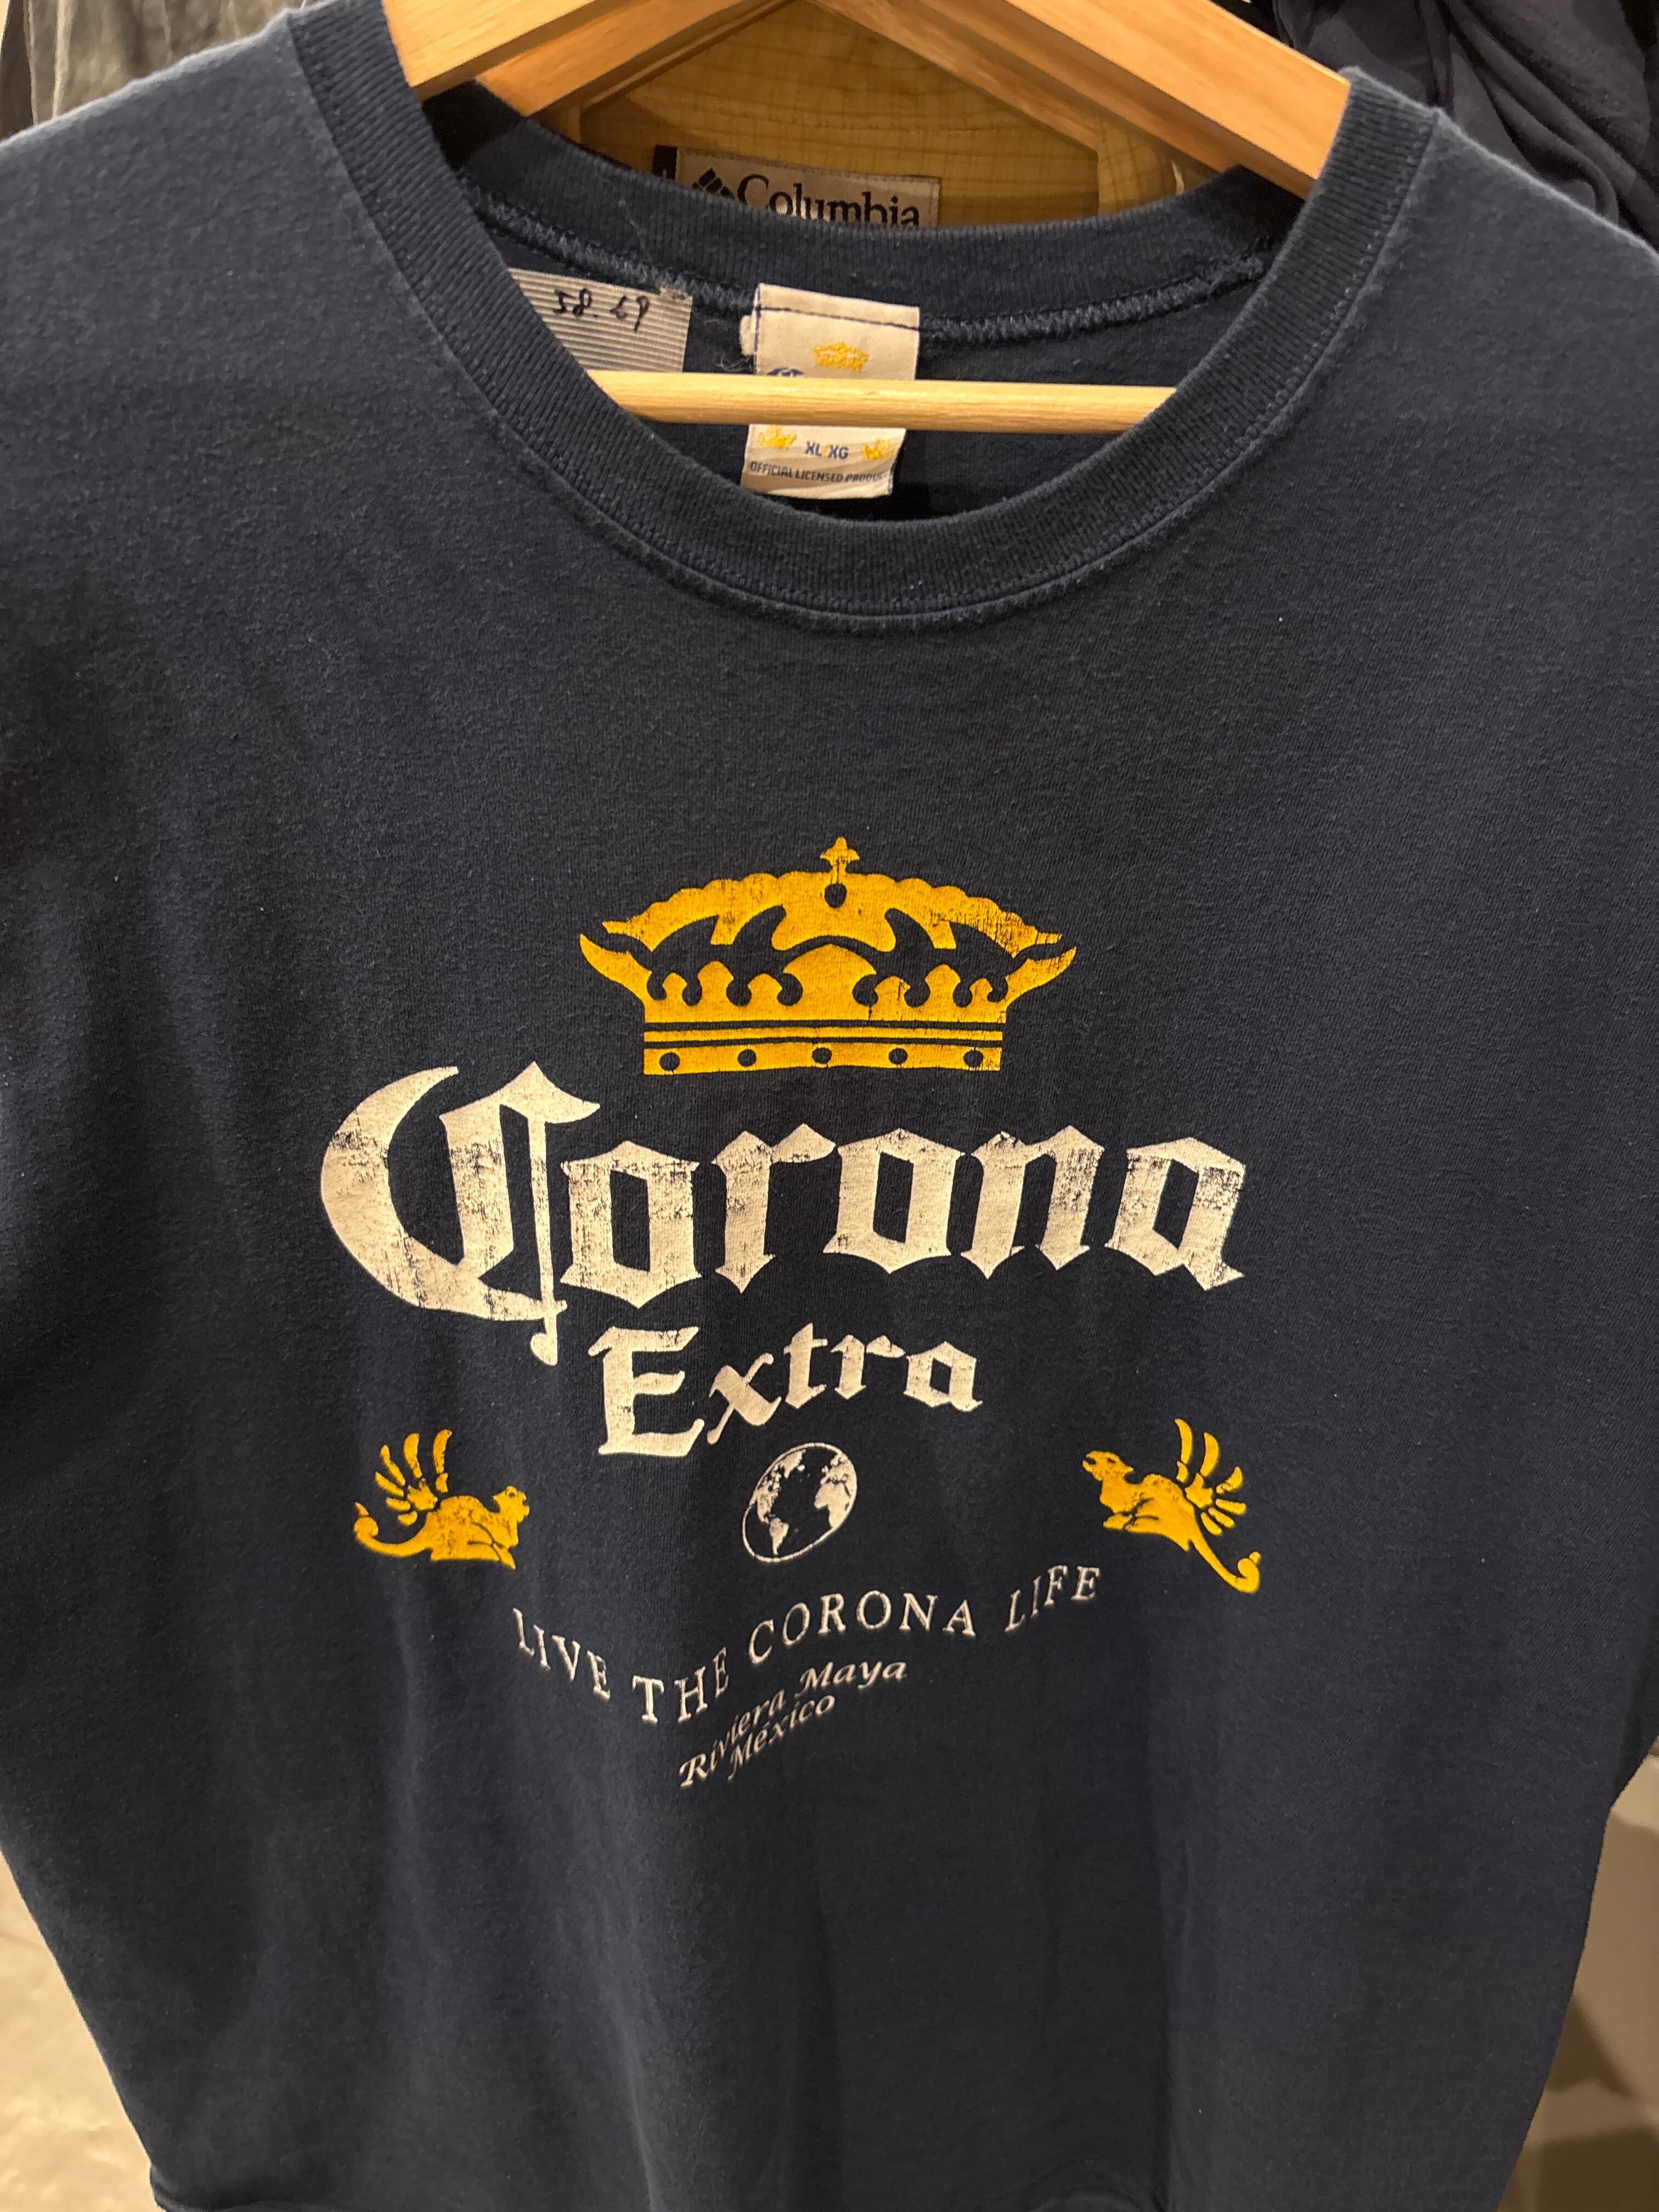 Columbia
58.69
XL XG
OFFICIAL LICENSED PRODUCT
Corona
Extra
LIVE THE CORONA LIFE
Riviera Maya
México